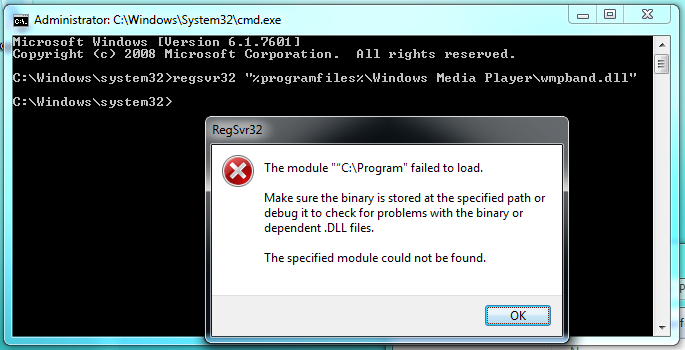 Administrator: C:\Windows\System32\cmd.exe
Microsoft Windows [Version 6.1.7601]
Copyright (c) 2008 Microsoft Corporation.  All rights reserved.
C:\Windows\system32>regsvr32 "%programfiles%\Windows Media Player\wmpband.dll"
C:\Windows\system32>
RegSvr32
The module "“C:\Program" failed to load.
Make sure the binary is stored at the specified path or
debug it to check for problems with the binary or
dependent .DLL files.
The specified module could not be found.
OK